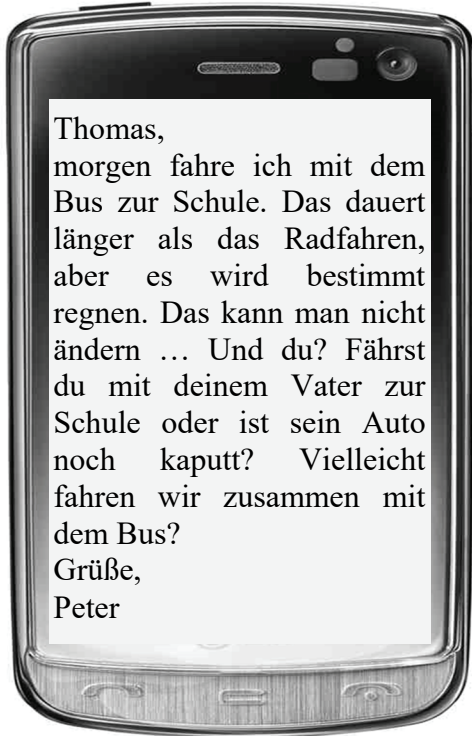 Thomas,
morgen fahre ich mit dem
Bus zur Schule. Das dauert
länger als das Radfahren,
aber es wird bestimmt
regnen. Das kann man nicht
ändern … Und du? Fährst
du mit deinem Vater zur
Schule oder ist sein Auto
noch kaputt? Vielleicht
fahren wir zusammen mit
dem Bus?
Grüße,
Peter